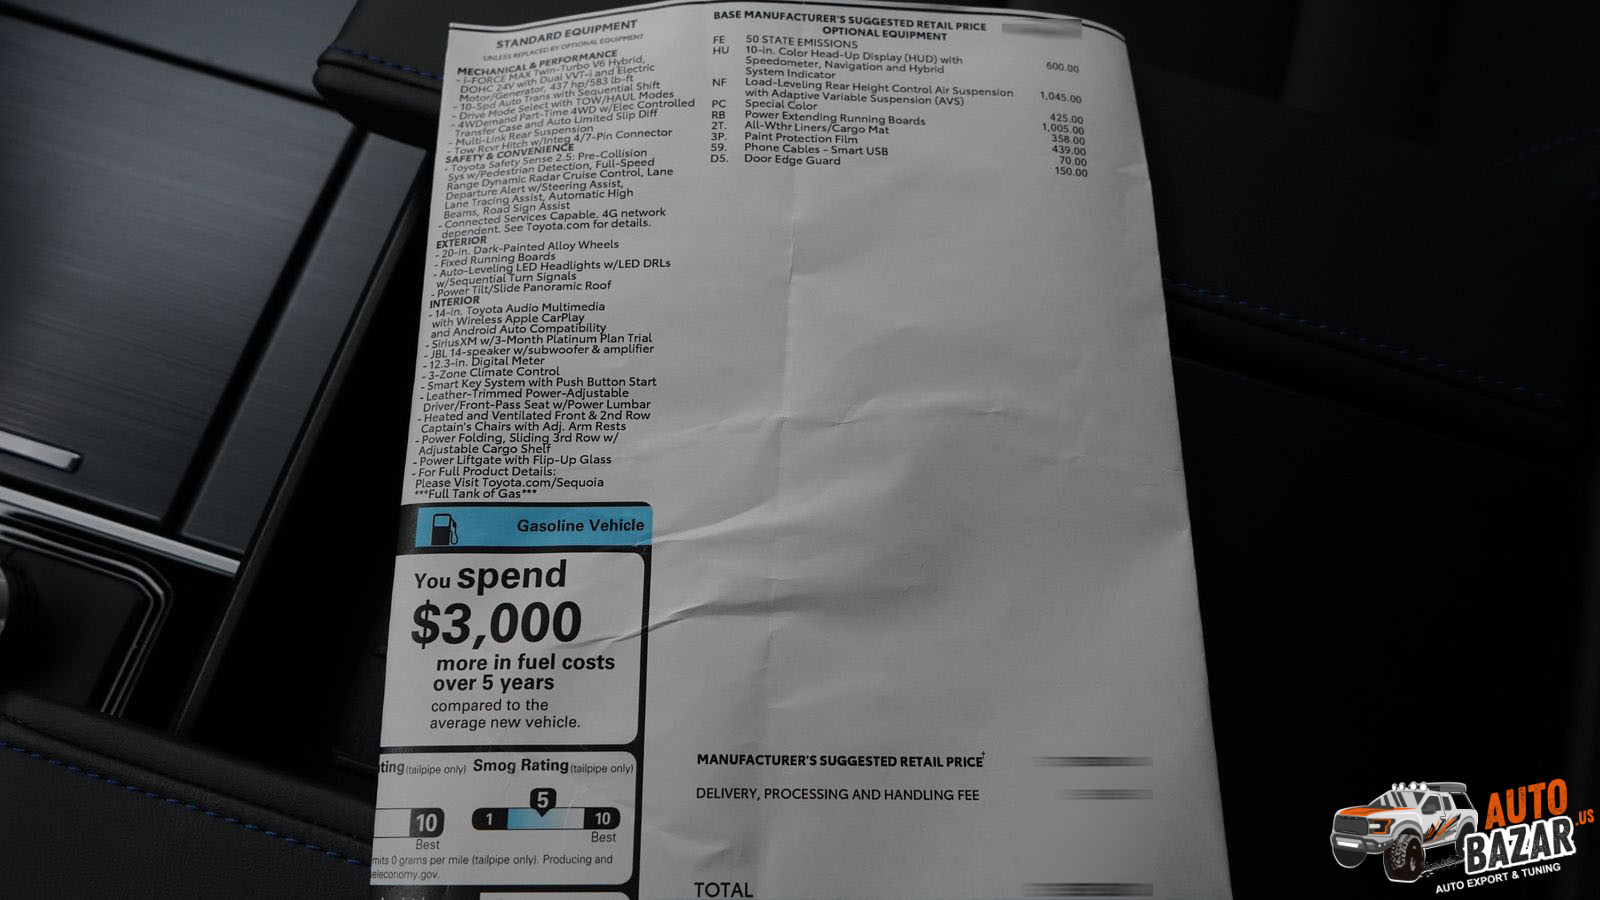 STANDARD EQUIPMENT
UNLESS REPLACED BY OPTIONAL EQUIPMENT
MECHANICAL & PERFORMANCE
- i-FORCE MAX Twin-Turbo V6 Hybrid,
DOHC 24V with Dual VVT-i and Electric
Motor/Generator, 437 hp/583 lb-ft
- 10-Spd Auto Trans with Sequential Shift
- Drive Mode Select with TOW/HAUL Modes
- 4WDemand Part-Time 4WD w/Elec Controlled
Transfer Case and Auto Limited Slip Diff
- Multi-Link Rear Suspension
- Tow Rcvr Hitch w/Integ 4/7-Pin Connector
SAFETY & CONVENIENCE
- Toyota Safety Sense 2.5: Pre-Collision
Sys w/Pedestrian Detection, Full-Speed
Range Dynamic Radar Cruise Control, Lane
Departure Alert w/Steering Assist,
Lane Tracing Assist, Automatic High
Beams, Road Sign Assist
- Connected Services Capable. 4G network
dependent. See Toyota.com for details.
EXTERIOR
- 20-in. Dark-Painted Alloy Wheels
- Fixed Running Boards
- Auto-Leveling LED Headlights w/LED DRLs
w/Sequential Turn Signals
- Power Tilt/Slide Panoramic Roof
INTERIOR
- 14-in. Toyota Audio Multimedia
with Wireless Apple CarPlay
and Android Auto Compatibility
- SiriusXM w/3-Month Platinum Plan Trial
- JBL 14-speaker w/subwoofer & amplifier
- 12.3-in. Digital Meter
- 3-Zone Climate Control
- Smart Key System with Push Button Start
- Leather-Trimmed Power-Adjustable
Driver/Front-Pass Seat w/Power Lumbar
- Heated and Ventilated Front & 2nd Row
Captain's Chairs with Adj. Arm Rests
- Power Folding, Sliding 3rd Row w/
Adjustable Cargo Shelf
- Power Liftgate with Flip-Up Glass
- For Full Product Details:
Please Visit Toyota.com/Sequoia
***Full Tank of Gas***
Gasoline Vehicle
You spend
$3,000
more in fuel costs
over 5 years
compared to the
average new vehicle.
ting (tailpipe only) Smog Rating (tailpipe only)
5
10 1 10
Best Best
mits 0 grams per mile (tailpipe only). Producing and
eleconomy.gov.
BASE MANUFACTURER'S SUGGESTED RETAIL PRICE
OPTIONAL EQUIPMENT
FE 50 STATE EMISSIONS
HU 10-in. Color Head-Up Display (HUD) with
Speedometer, Navigation and Hybrid 600.00
System Indicator
NF Load-Leveling Rear Height Control Air Suspension
with Adaptive Variable Suspension (AVS) 1,045.00
PC Special Color 425.00
RB Power Extending Running Boards 1,005.00
2T. All-Wthr Liners/Cargo Mat 358.00
3P. Paint Protection Film 439.00
59. Phone Cables - Smart USB 70.00
D5. Door Edge Guard 150.00
MANUFACTURER'S SUGGESTED RETAIL PRICE†
DELIVERY, PROCESSING AND HANDLING FEE
TOTAL
AUTO
BAZAR.US
AUTO EXPORT & TUNING